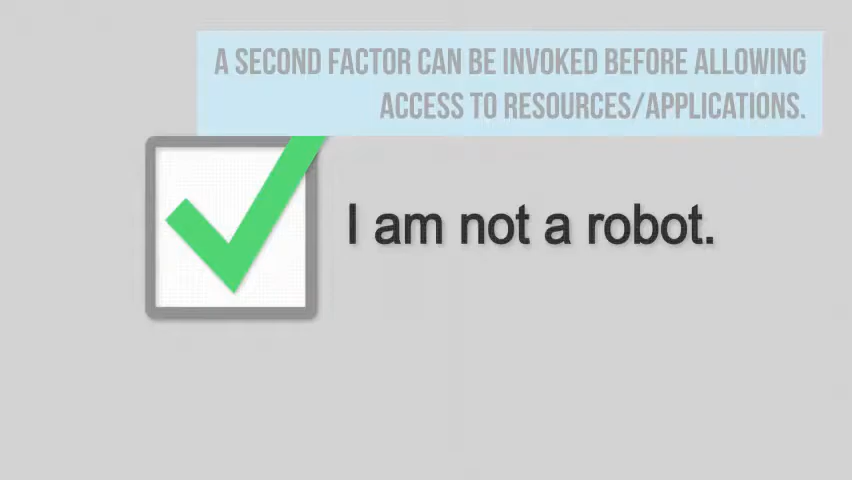 A SECOND FACTOR CAN BE INVOKED BEFORE ALLOWING
ACCESS TO RESOURCES/APPLICATIONS.
I am not a robot.